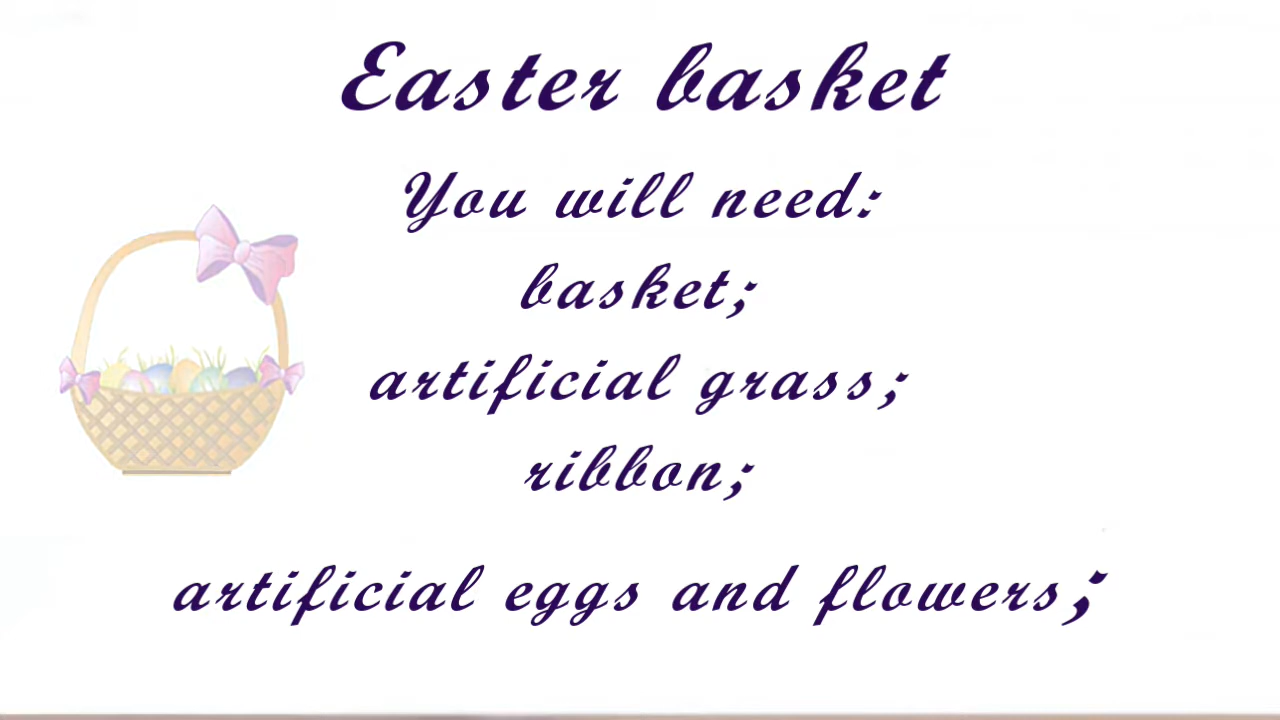 Easter basket
You will need:
basket;
artificial grass;
ribbon;
artificial eggs and flowers;